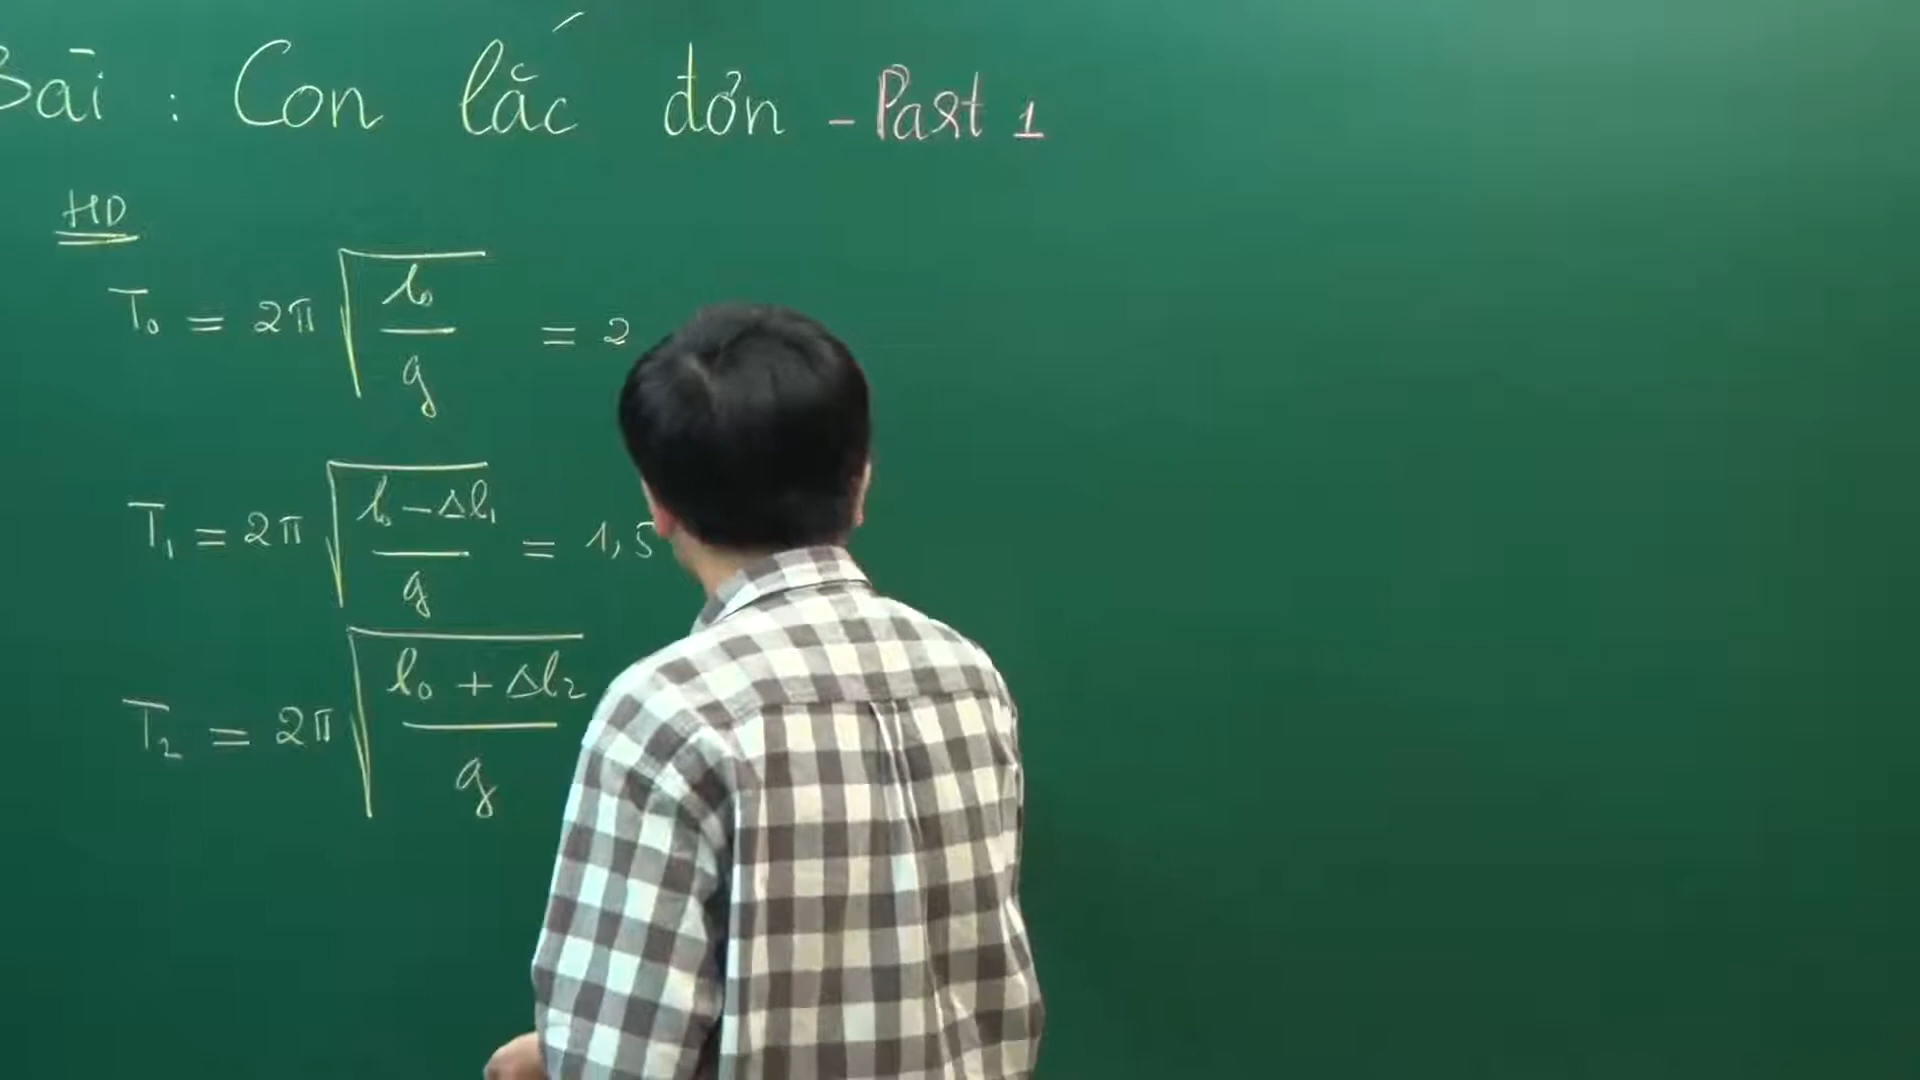 Bài : Con lắc đơn - Part 1
HD
T₀ = 2π √(l₀/g) = 2
T₁ = 2π √((l₀ - Δl₁)/g) = 1,5
T₂ = 2π √((l₀ + Δl₂)/g)